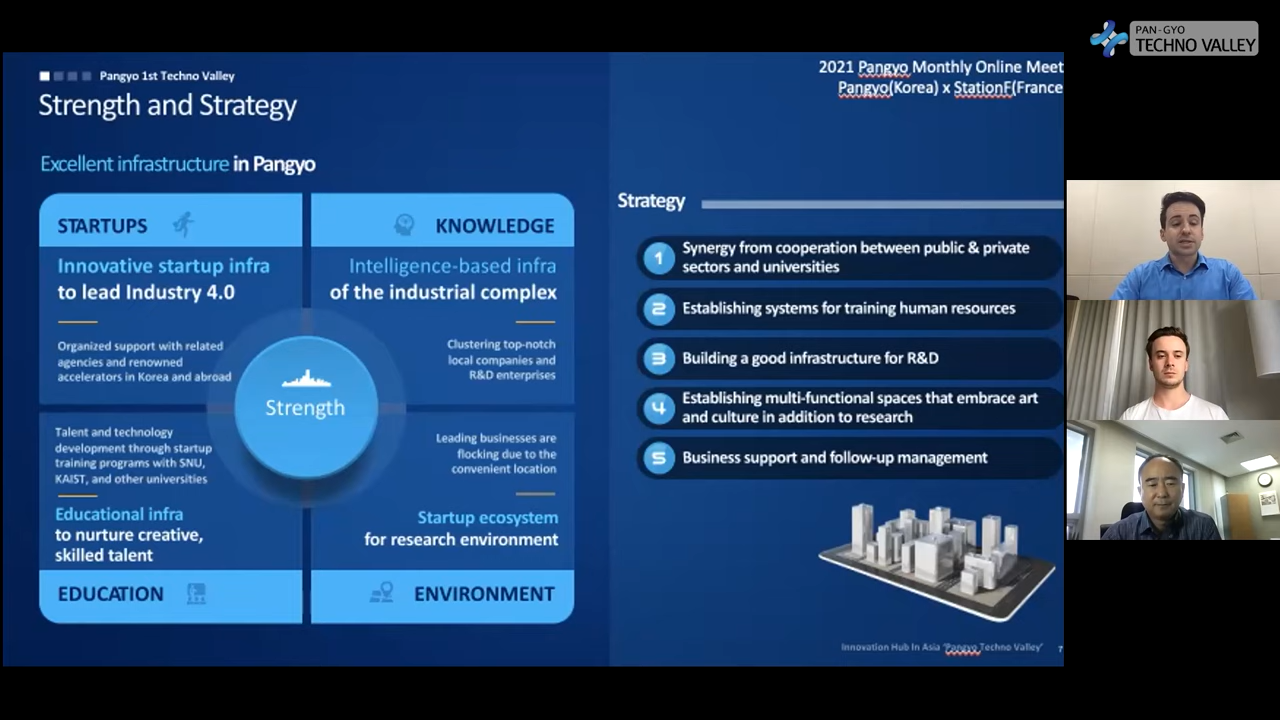 PAN-GYO
TECHNO VALLEY
Pangyo 1st Techno Valley
Strength and Strategy
2021 Pangyo Monthly Online Meet
Pangyo(Korea) x StationF(France
Excellent infrastructure in Pangyo
STARTUPS
Innovative startup infra
to lead Industry 4.0
Organized support with related
agencies and renowned
accelerators in Korea and abroad
KNOWLEDGE
Intelligence-based infra
of the industrial complex
Clustering top-notch
local companies and
R&D enterprises
Strength
Talent and technology
development through startup
training programs with SNU,
KAIST, and other universities
Educational infra
to nurture creative,
skilled talent
EDUCATION
Leading businesses are
flocking due to the
convenient location
Startup ecosystem
for research environment
ENVIRONMENT
Strategy
1 Synergy from cooperation between public & private
sectors and universities
2 Establishing systems for training human resources
3 Building a good infrastructure for R&D
4 Establishing multi-functional spaces that embrace art
and culture in addition to research
5 Business support and follow-up management
Innovation Hub In Asia 'Pangyo Techno Valley' 7